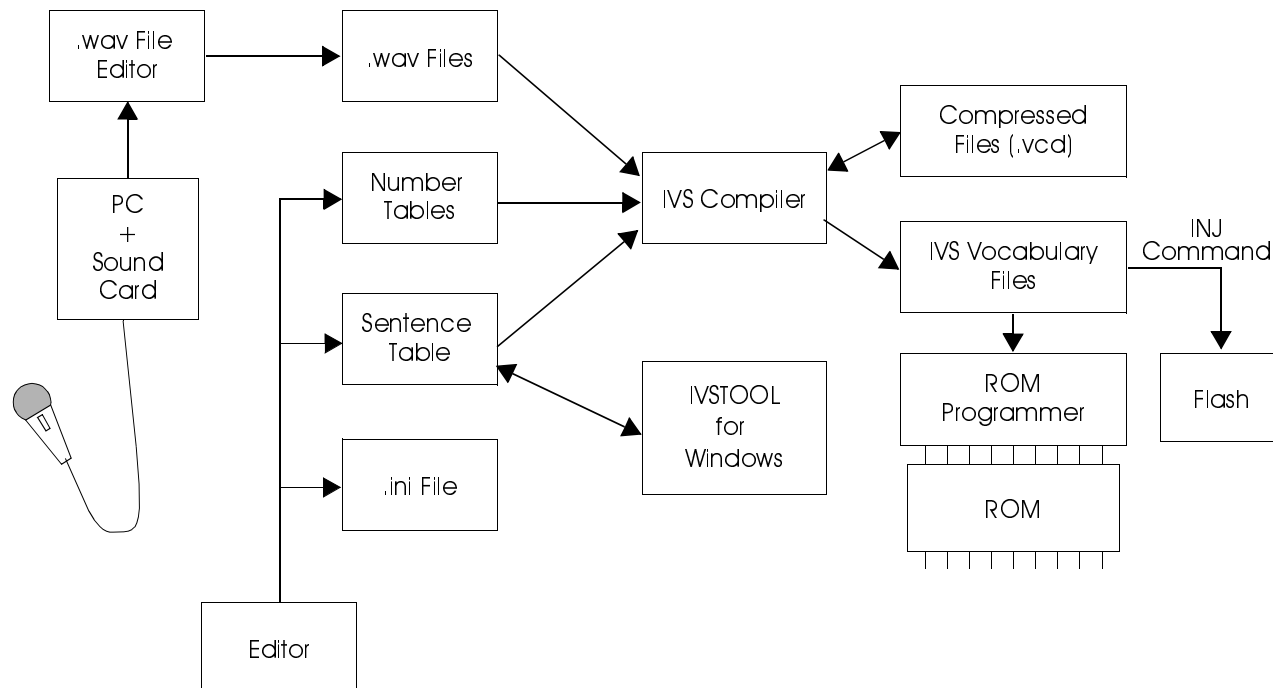 .wav File
Editor
.wav Files
Compressed
Files (.vcd)
PC
+
Sound
Card
Number
Tables
IVS Compiler
IVS Vocabulary
Files
INJ
Command
Sentence
Table
IVSTOOL
for
Windows
ROM
Programmer
Flash
.ini File
ROM
Editor